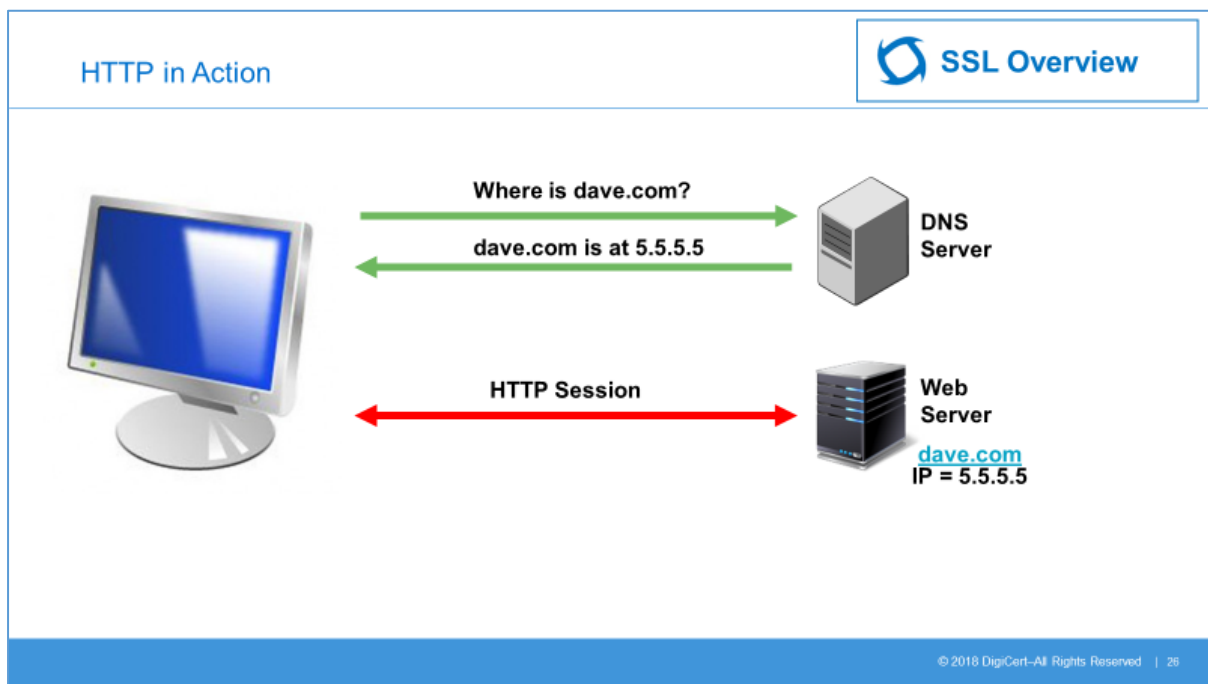 HTTP in Action
SSL Overview
Where is dave.com?
dave.com is at 5.5.5.5
DNS
Server
HTTP Session
Web
Server
dave.com
IP = 5.5.5.5
© 2018 DigiCert–All Rights Reserved | 26